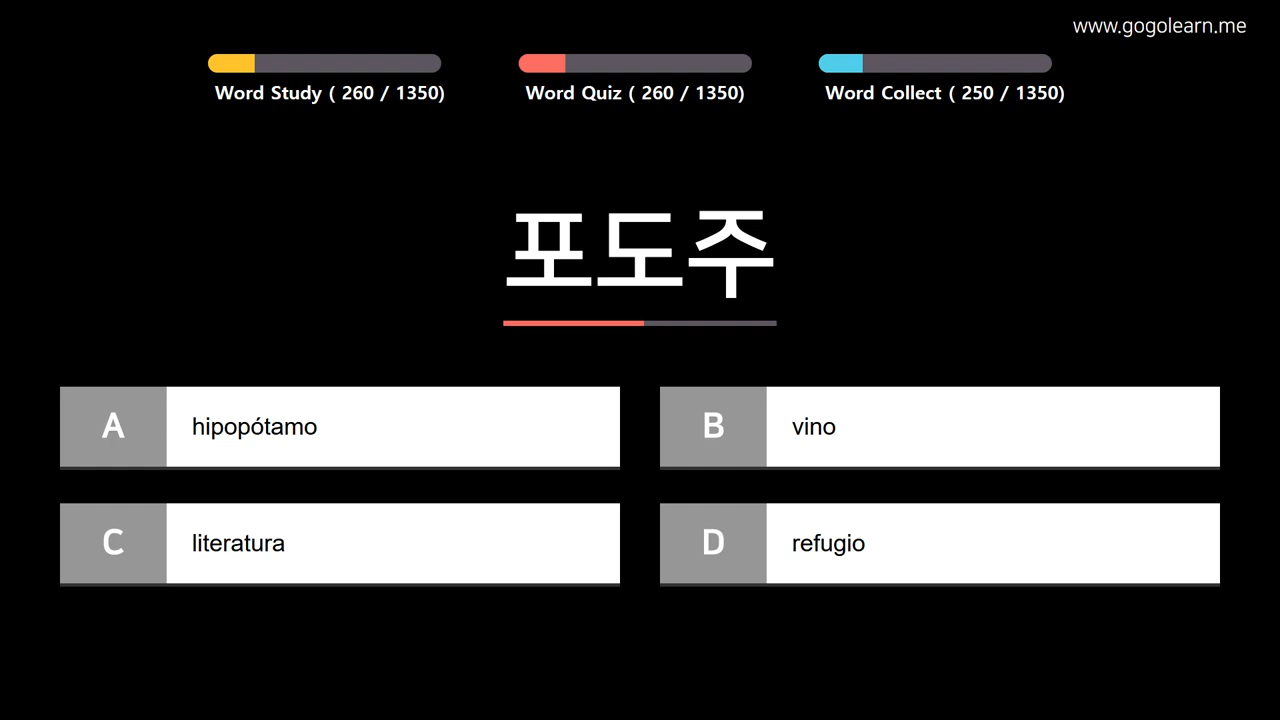 www.gogolearn.me
Word Study ( 260 / 1350)
Word Quiz ( 260 / 1350)
Word Collect ( 250 / 1350)
포도주
A hipopótamo
B vino
C literatura
D refugio